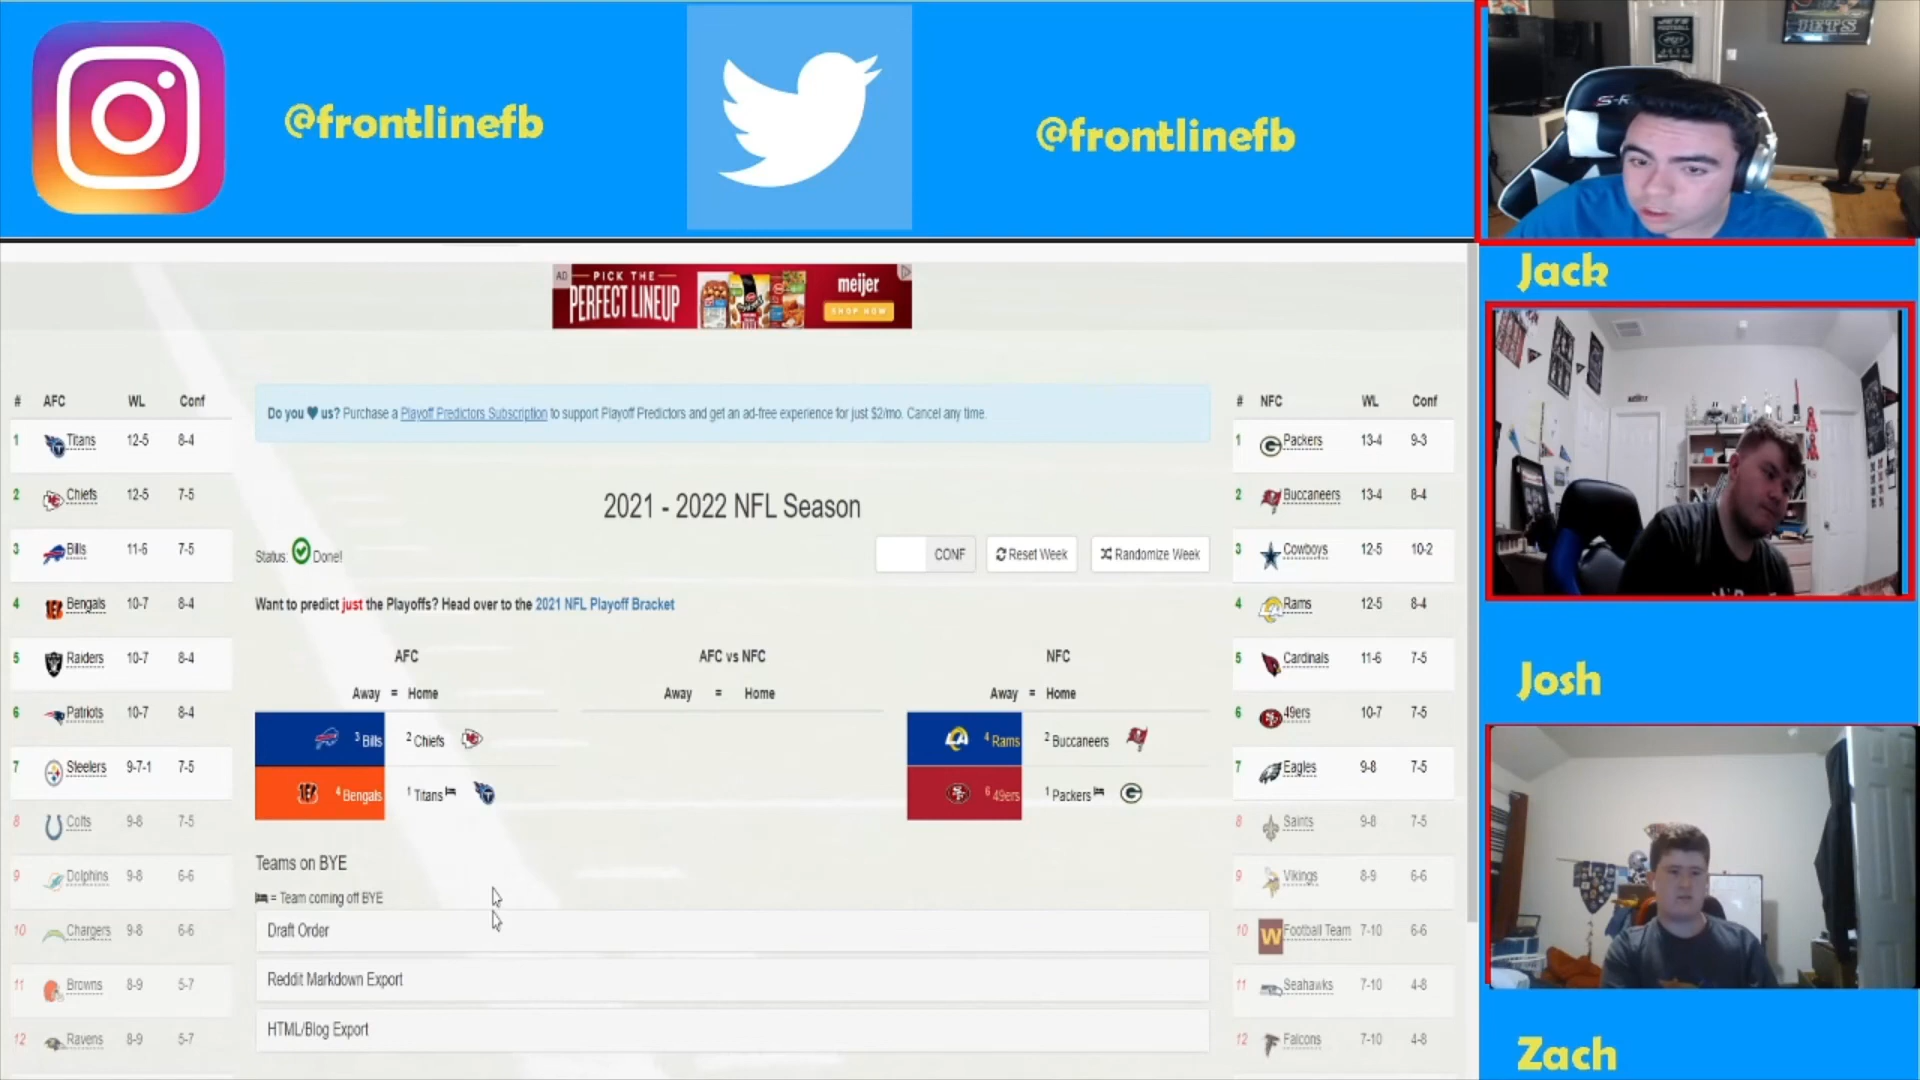 @frontlinefb
@frontlinefb
JETS
Jack
Josh
Zach
AD
PICK THE
PERFECT LINEUP
meijer
SHOP NOW
# AFC WL Conf
1 Titans 12-5 8-4
2 Chiefs 12-5 7-5
3 Bills 11-6 7-5
4 Bengals 10-7 8-4
5 Raiders 10-7 8-4
6 Patriots 10-7 8-4
7 Steelers 9-7-1 7-5
8 Colts 9-8 7-5
9 Dolphins 9-8 6-6
10 Chargers 9-8 6-6
11 Browns 8-9 5-7
12 Ravens 8-9 5-7
Do you ♥ us? Purchase a Playoff Predictors Subscription to support Playoff Predictors and get an ad-free experience for just $2/mo. Cancel any time.
2021 - 2022 NFL Season
Status: Done!
CONF
Reset Week
Randomize Week
Want to predict just the Playoffs? Head over to the 2021 NFL Playoff Bracket
AFC
AFC vs NFC
NFC
Away = Home
Away = Home
Away = Home
3 Bills 2 Chiefs
4 Bengals 1 Titans
4 Rams 2 Buccaneers
6 49ers 1 Packers
Teams on BYE
= Team coming off BYE
Draft Order
Reddit Markdown Export
HTML/Blog Export
# NFC WL Conf
1 Packers 13-4 9-3
2 Buccaneers 13-4 8-4
3 Cowboys 12-5 10-2
4 Rams 12-5 8-4
5 Cardinals 11-6 7-5
6 49ers 10-7 7-5
7 Eagles 9-8 7-5
8 Saints 9-8 7-5
9 Vikings 8-9 6-6
10 Football Team 7-10 6-6
11 Seahawks 7-10 4-8
12 Falcons 7-10 4-8